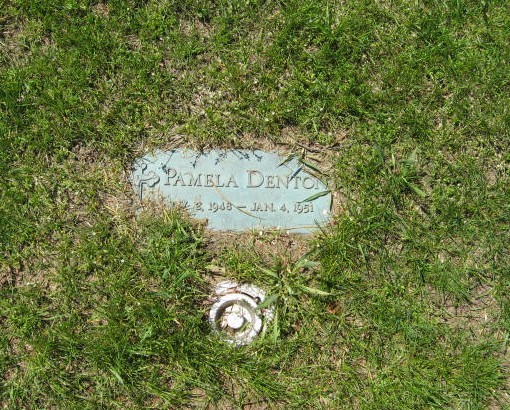 PAMELA DENTON
2, 1948 — JAN. 4, 1951